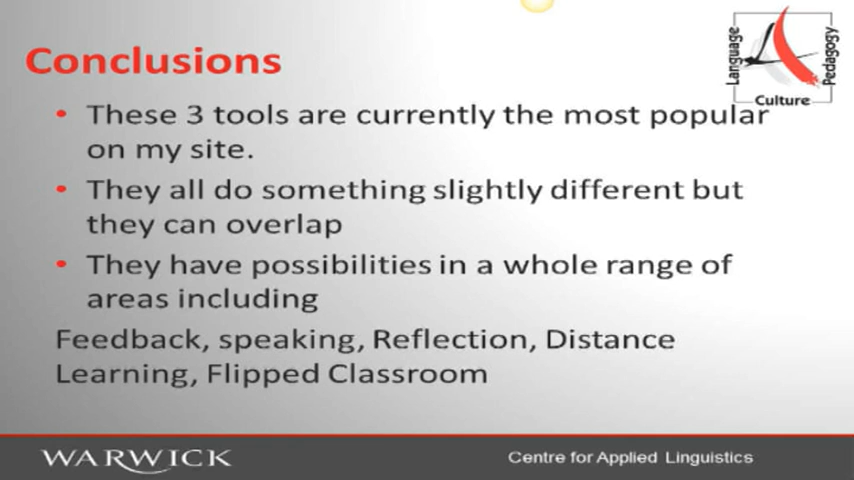 Conclusions
Language
Pedagogy
Culture
• These 3 tools are currently the most popular
on my site.
• They all do something slightly different but
they can overlap
• They have possibilities in a whole range of
areas including
Feedback, speaking, Reflection, Distance
Learning, Flipped Classroom
WARWICK
Centre for Applied Linguistics